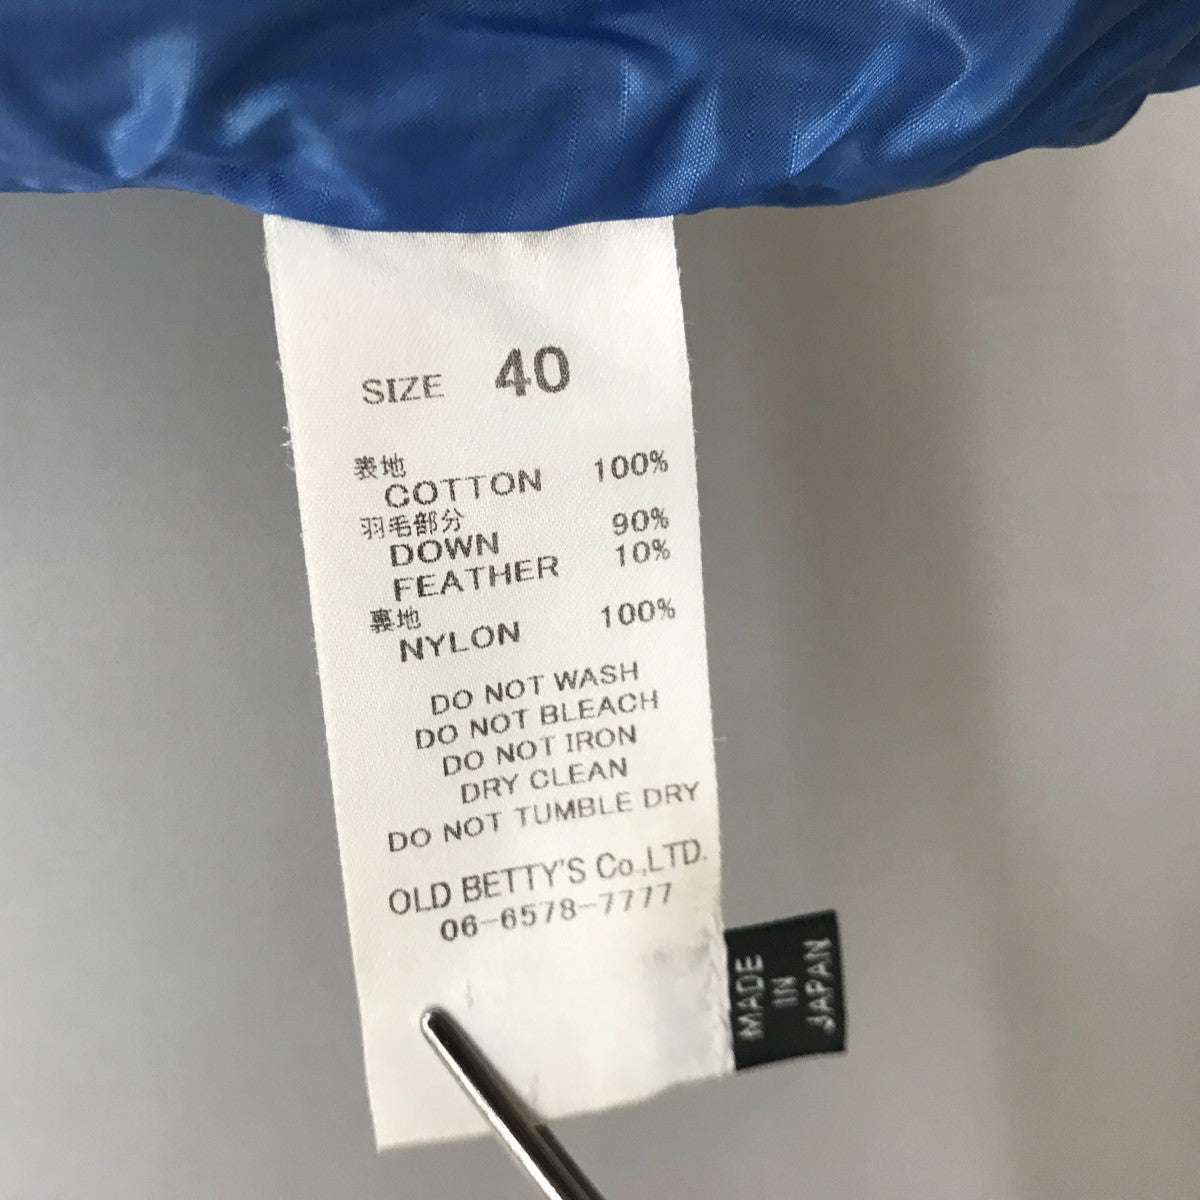 SIZE 40
表地
COTTON 100%
羽毛部分
DOWN 90%
FEATHER 10%
裏地
NYLON 100%
DO NOT WASH
DO NOT BLEACH
DO NOT IRON
DRY CLEAN
DO NOT TUMBLE DRY
OLD BETTY'S Co.,LTD.
06-6578-7777
MADE
IN
JAPAN